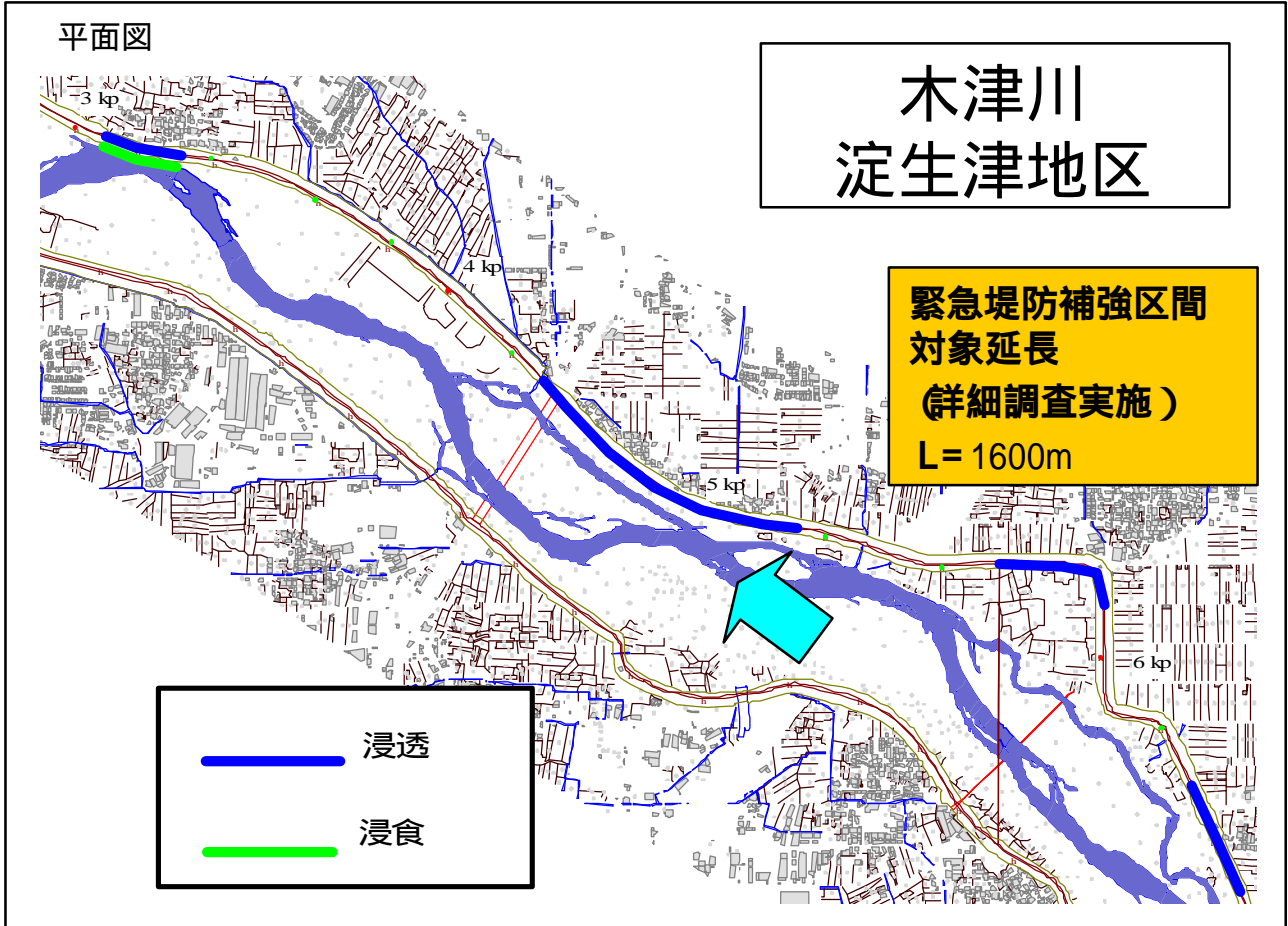 平面図
木津川
淀生津地区
緊急堤防補強区間
対象延長
(詳細調査実施)
L= 1600m
3 kp
4 kp
5 kp
6 kp
浸透
浸食